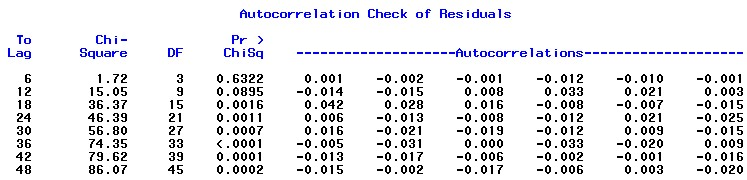 Autocorrelation Check of Residuals
To Chi- Pr >
Lag Square DF ChiSq --------------------Autocorrelations--------------------
6 1.72 3 0.6322 0.001 -0.002 -0.001 -0.012 -0.010 -0.001
12 15.05 9 0.0895 -0.014 -0.015 0.008 0.033 0.021 0.003
18 36.37 15 0.0016 0.042 0.028 0.016 -0.008 -0.007 -0.015
24 46.39 21 0.0011 0.006 -0.013 -0.008 -0.012 0.021 -0.025
30 56.80 27 0.0007 0.016 -0.021 -0.019 -0.012 0.009 -0.015
36 74.35 33 <.0001 -0.005 -0.031 0.000 -0.033 -0.020 0.009
42 79.62 39 0.0001 -0.013 -0.017 -0.006 -0.002 -0.001 -0.016
48 86.07 45 0.0002 -0.015 -0.002 -0.017 -0.006 0.003 -0.020